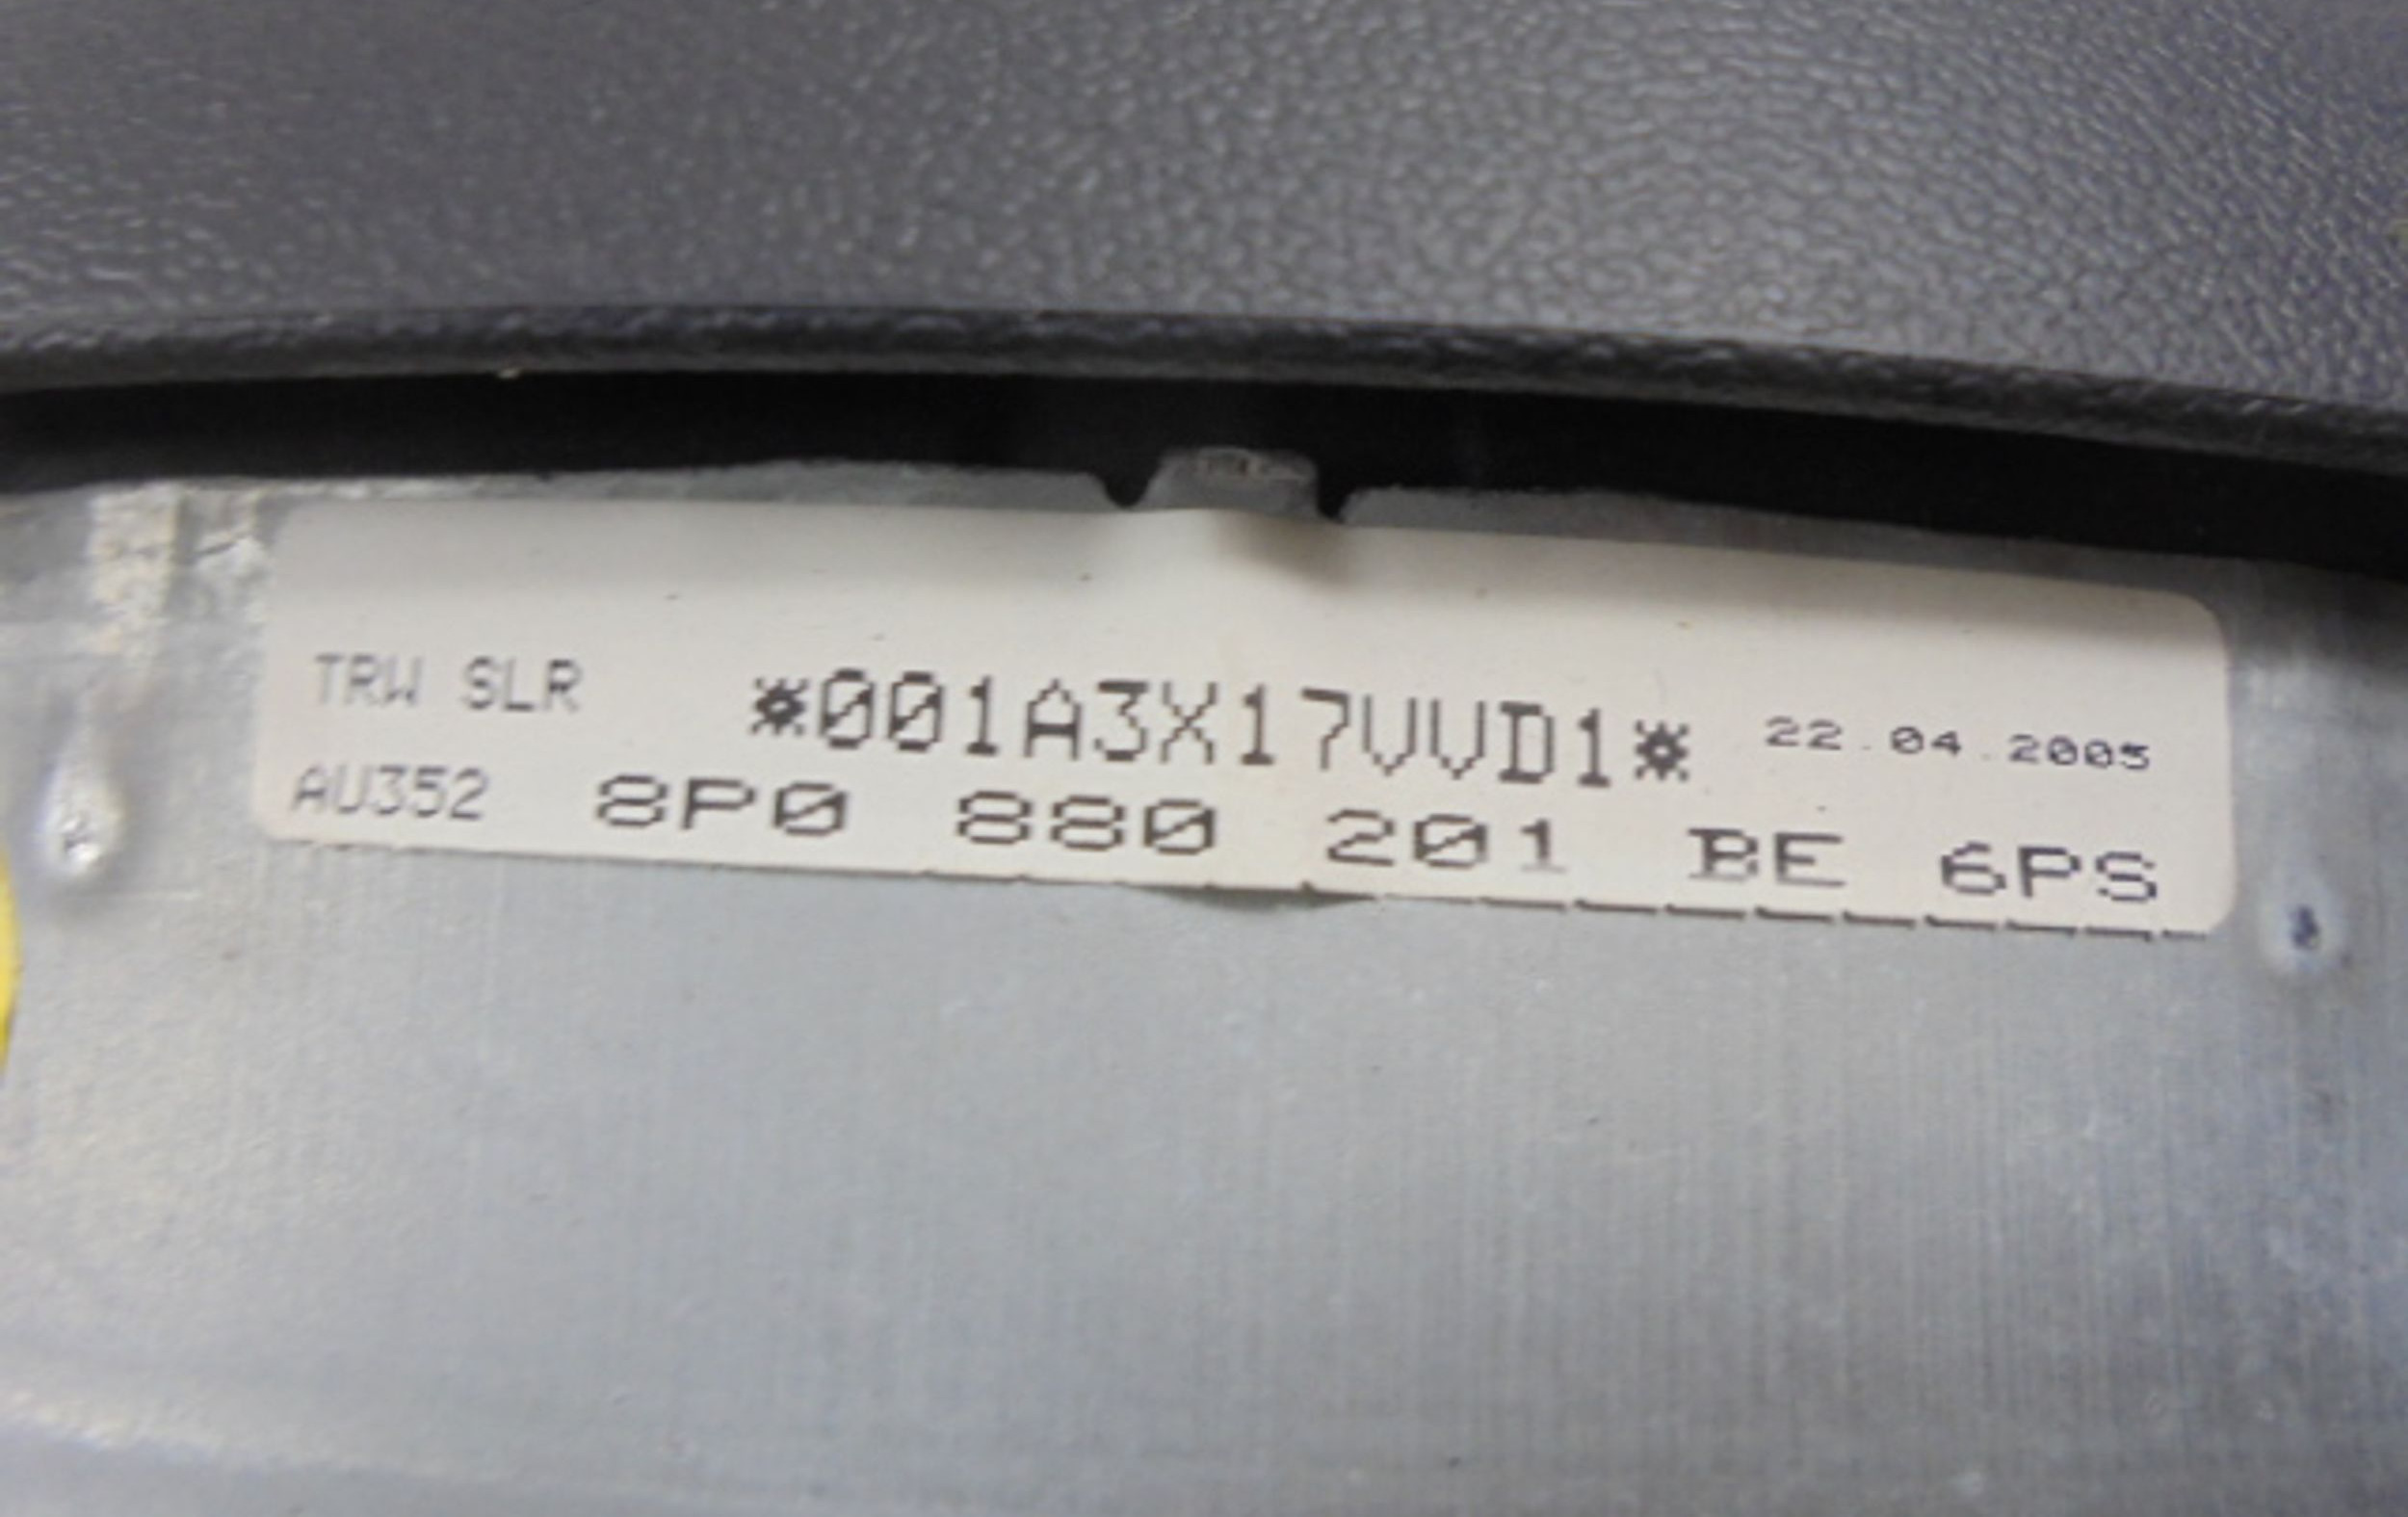 TRW SLR *001A3X17VVD1* 22.04.2005
AU352 8P0 880 201 BE 6PS